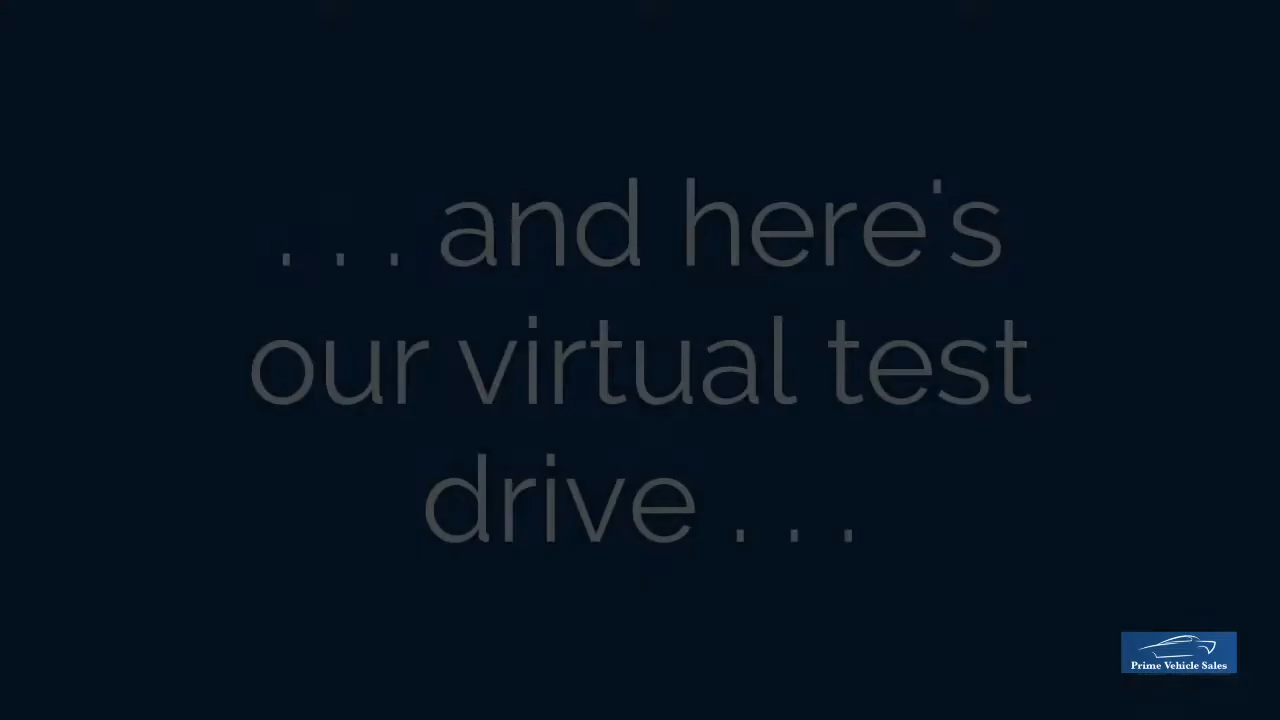 . . . and here's
our virtual test
drive . . .
Prime Vehicle Sales